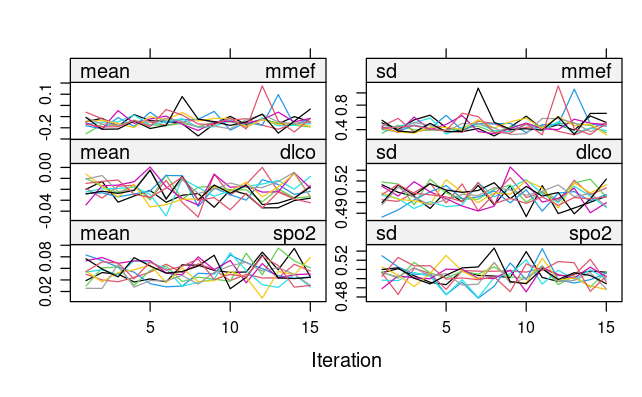 mean mmef sd mmef
-0.2 0.1 0.4 0.8
mean dlco sd dlco
-0.04 0.00 0.49 0.52
mean spo2 sd spo2
0.02 0.08 0.48 0.52
5 10 15 5 10 15
Iteration